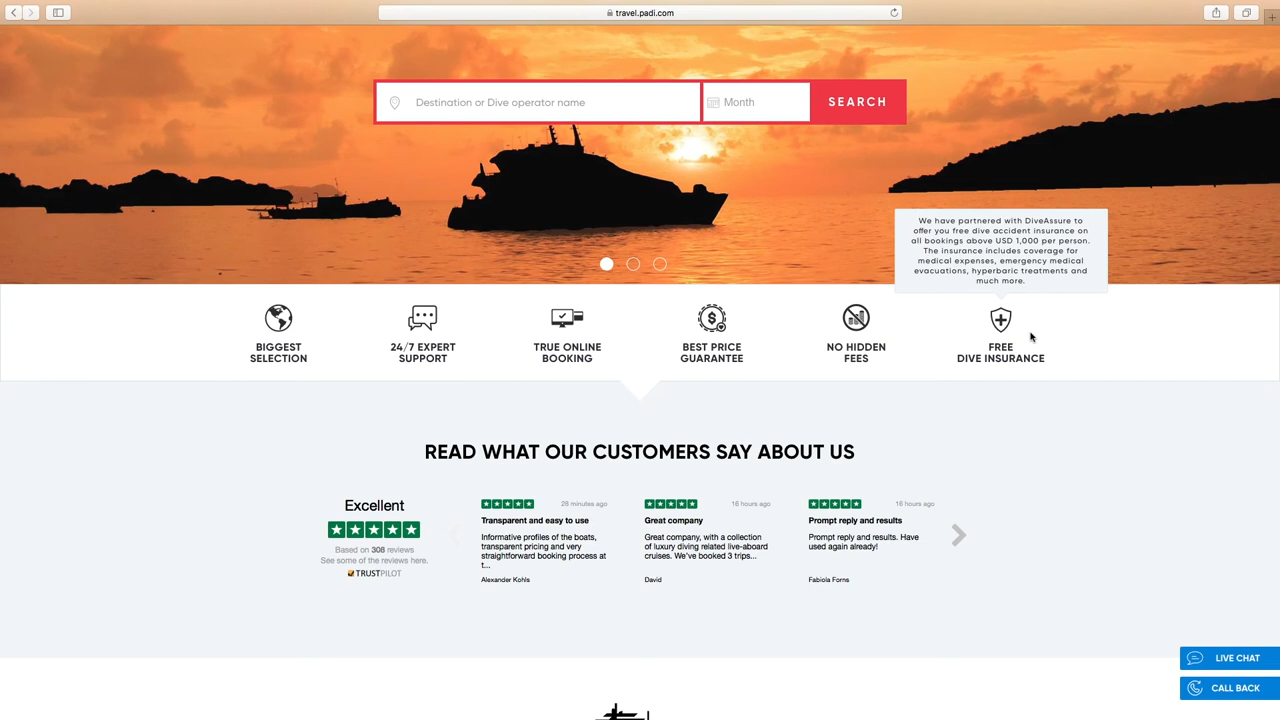 travel.padi.com
Destination or Dive operator name
Month
SEARCH
We have partnered with DiveAssure to
offer you free dive accident insurance on
all bookings above USD 1,000 per person.
The insurance includes coverage for
medical expenses, emergency medical
evacuations, hyperbaric treatments and
much more.
BIGGEST
SELECTION
24/7 EXPERT
SUPPORT
TRUE ONLINE
BOOKING
BEST PRICE
GUARANTEE
NO HIDDEN
FEES
FREE
DIVE INSURANCE
READ WHAT OUR CUSTOMERS SAY ABOUT US
Excellent
Based on 308 reviews
See some of the reviews here.
TRUSTPILOT
28 minutes ago
Transparent and easy to use
Informative profiles of the boats,
transparent pricing and very
straightforward booking process at
t...
Alexander Kohls
16 hours ago
Great company
Great company, with a collection
of luxury diving related live-aboard
cruises. We've booked 3 trips...
David
16 hours ago
Prompt reply and results
Prompt reply and results. Have
used again already!
Fabiola Forns
LIVE CHAT
CALL BACK